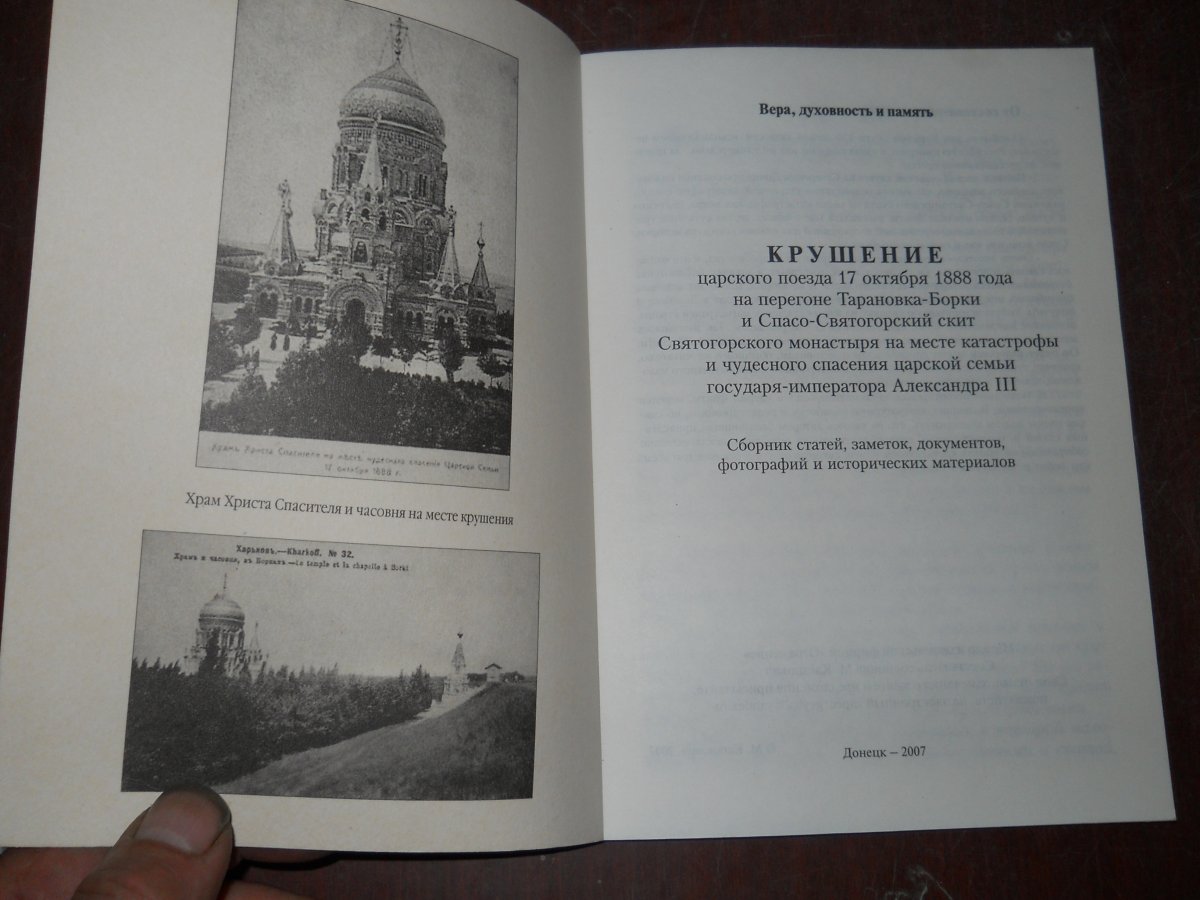 Храмъ Христа Спасителя на мѣстѣ чудеснаго спасенія Царской Семьи
17 октября 1888 г.
Храм Христа Спасителя и часовня на месте крушения
Харьковъ.—Kharkoff. № 32.
Храмъ и часовня, въ Боркахъ—Le temple et la chapelle à Borki
Вера, духовность и память
КРУШЕНИЕ
царского поезда 17 октября 1888 года
на перегоне Тарановка-Борки
и Спасо-Святогорский скит
Святогорского монастыря на месте катастрофы
и чудесного спасения царской семьи
государя-императора Александра III
Сборник статей, заметок, документов,
фотографий и исторических материалов
Донецк – 2007